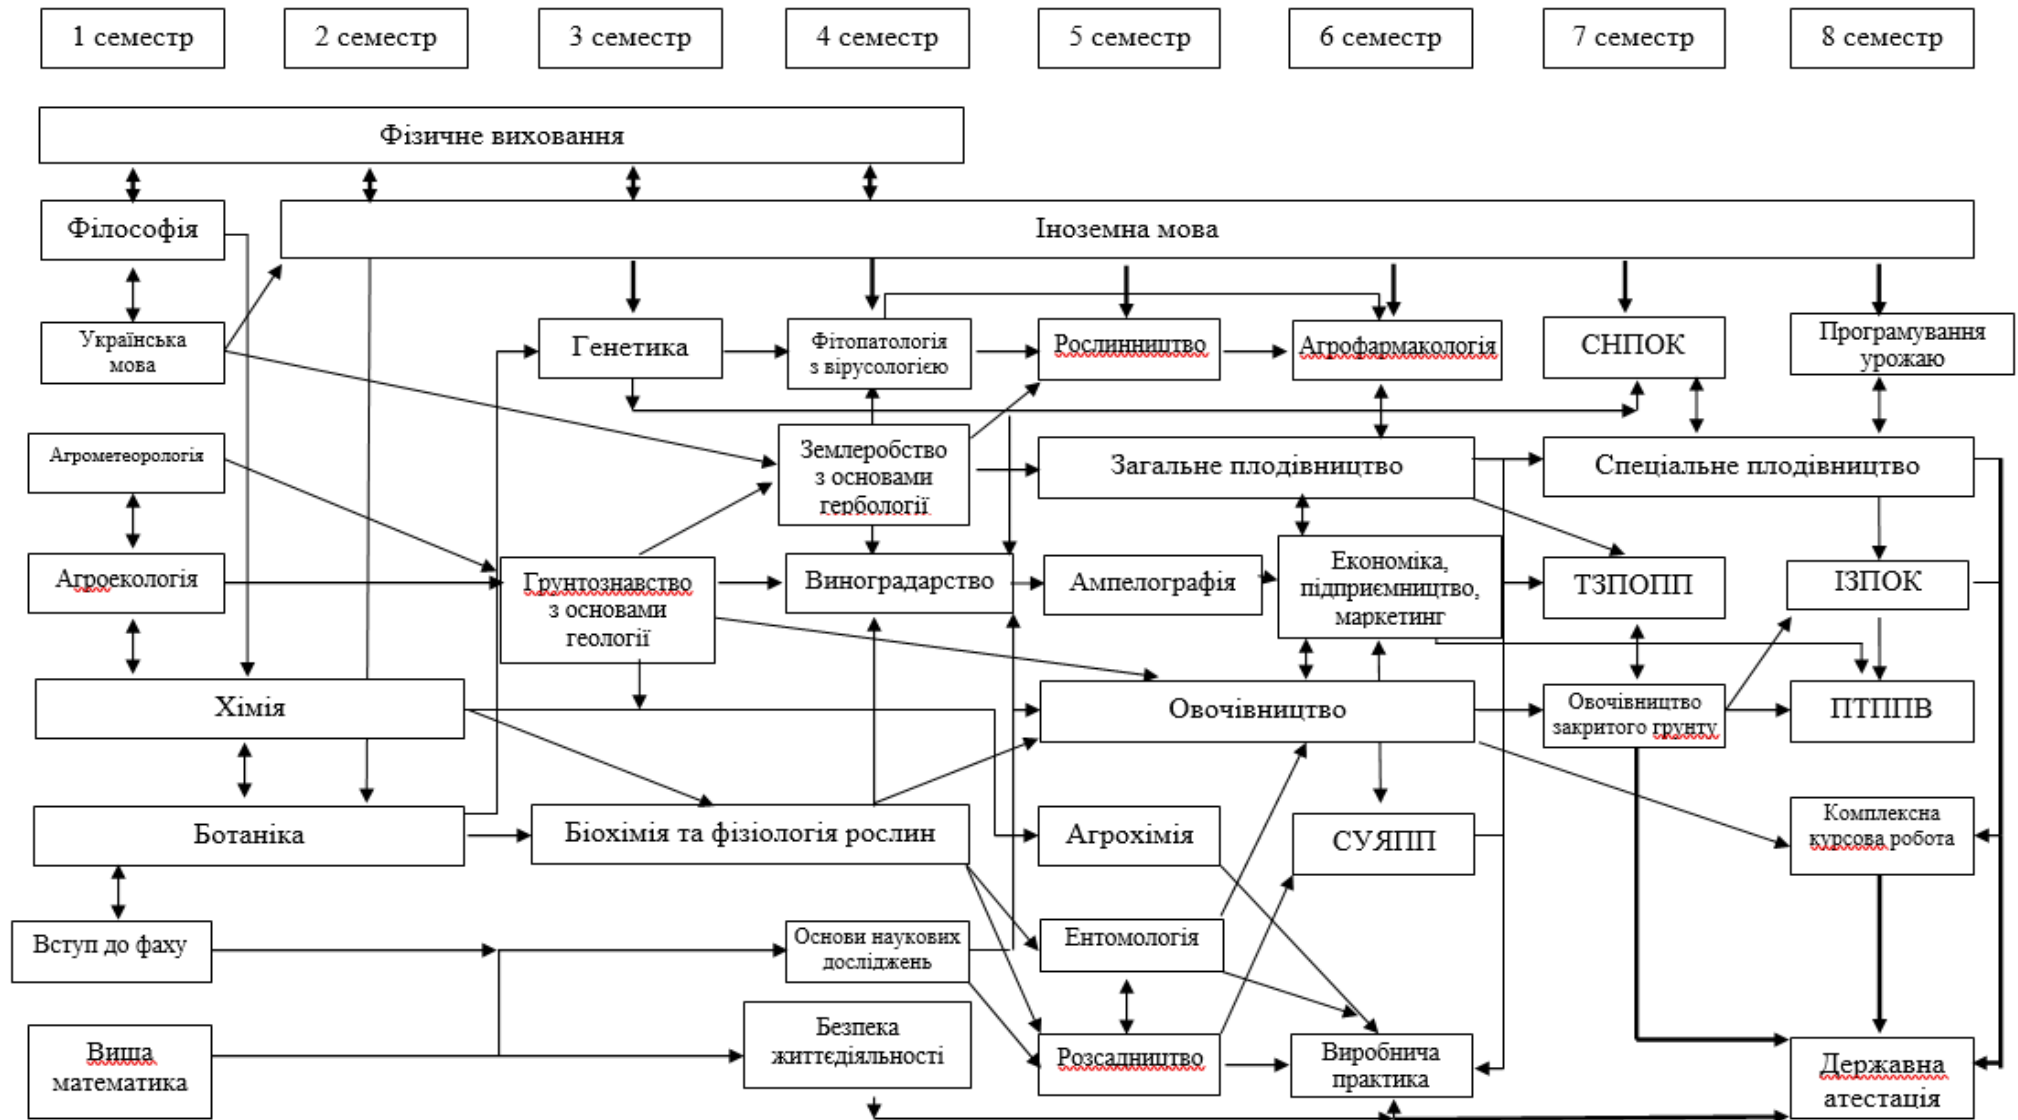 1 семестр
2 семестр
3 семестр
4 семестр
5 семестр
6 семестр
7 семестр
8 семестр
Фізичне виховання
Філософія
Іноземна мова
Українська
мова
Генетика
Фітопатологія
з вірусологією
Рослинництво
Агрофармакологія
СНПОК
Програмування
урожаю
Агрометеорологія
Землеробство
з основами
гербології
Загальне плодівництво
Спеціальне плодівництво
Агроекологія
Грунтознавство
з основами
геології
Виноградарство
Ампелографія
Економіка,
підприємництво,
маркетинг
ТЗПОПП
ІЗПОК
Хімія
Овочівництво
Овочівництво
закритого грунту
ПТППВ
Ботаніка
Біохімія та фізіологія рослин
Агрохімія
СУЯПП
Комплексна
курсова робота
Вступ до фаху
Основи наукових
досліджень
Ентомологія
Вища
математика
Безпека
життєдіяльності
Розсадництво
Виробнича
практика
Державна
атестація